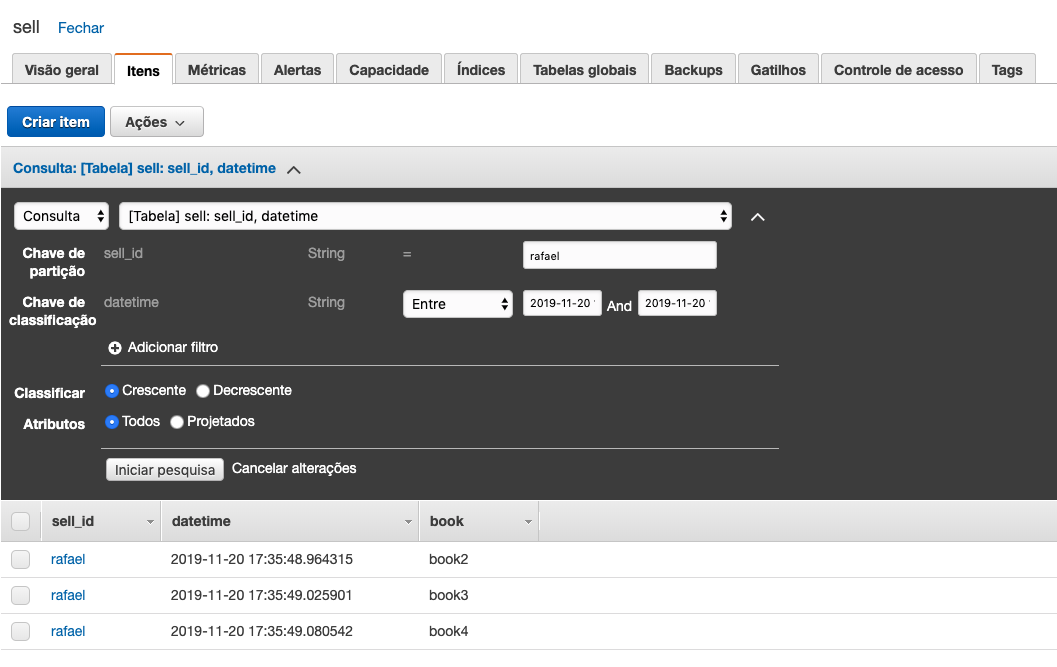 sell Fechar
Visão geral Itens Métricas Alertas Capacidade Índices Tabelas globais Backups Gatilhos Controle de acesso Tags
Criar item Ações
Consulta: [Tabela] sell: sell_id, datetime
Consulta [Tabela] sell: sell_id, datetime
Chave de partição sell_id String = rafael
Chave de classificação datetime String Entre 2019-11-20 And 2019-11-20
Adicionar filtro
Classificar Crescente Decrescente
Atributos Todos Projetados
Iniciar pesquisa Cancelar alterações
sell_id datetime book
rafael 2019-11-20 17:35:48.964315 book2
rafael 2019-11-20 17:35:49.025901 book3
rafael 2019-11-20 17:35:49.080542 book4